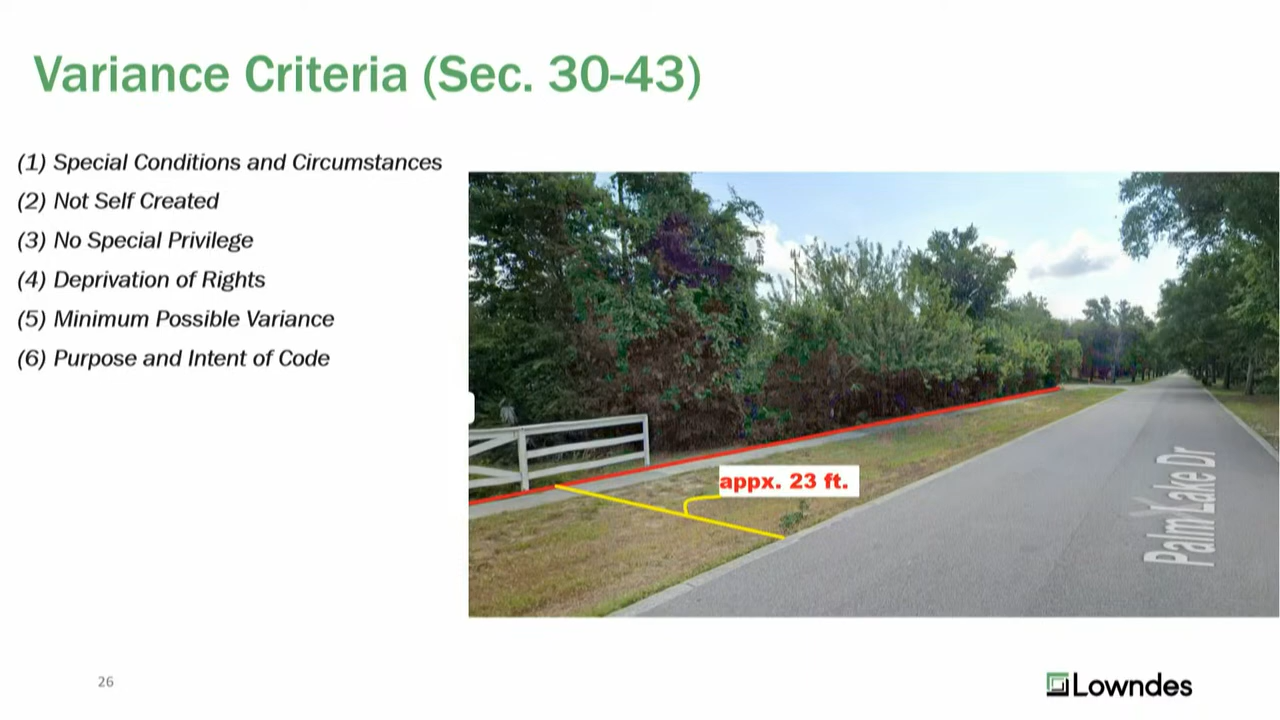 Variance Criteria (Sec. 30-43)
(1) Special Conditions and Circumstances
(2) Not Self Created
(3) No Special Privilege
(4) Deprivation of Rights
(5) Minimum Possible Variance
(6) Purpose and Intent of Code
appx. 23 ft.
Palm Lake Dr
26
Lowndes